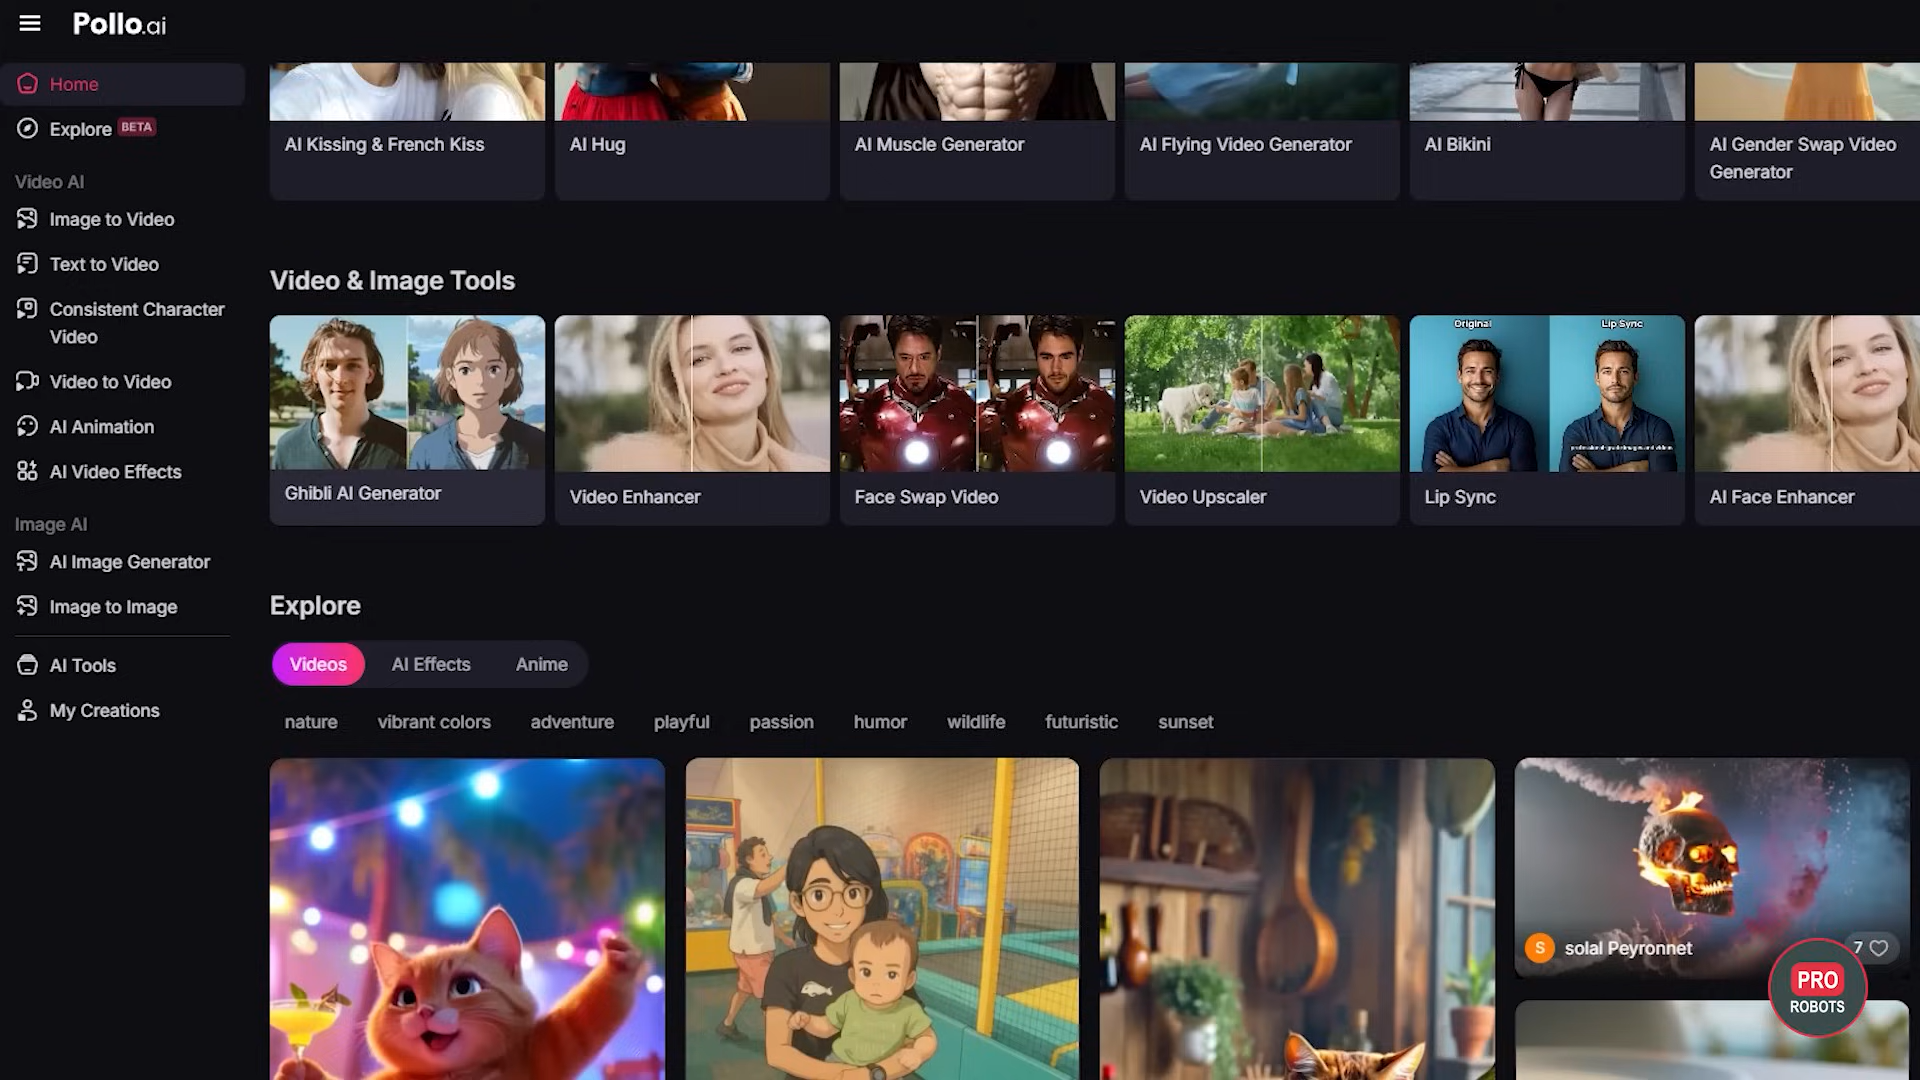 Pollo.ai
Home
Explore BETA
Video AI
Image to Video
Text to Video
Consistent Character
Video
Video to Video
AI Animation
AI Video Effects
Image AI
AI Image Generator
Image to Image
AI Tools
My Creations
AI Kissing & French Kiss
AI Hug
AI Muscle Generator
AI Flying Video Generator
AI Bikini
AI Gender Swap Video
Generator
Video & Image Tools
Original
Lip Sync
professional-grade images and videos
Ghibli AI Generator
Video Enhancer
Face Swap Video
Video Upscaler
Lip Sync
AI Face Enhancer
Explore
Videos
AI Effects
Anime
nature
vibrant colors
adventure
playful
passion
humor
wildlife
futuristic
sunset
S
solal Peyronnet
7
PRO
ROBOTS